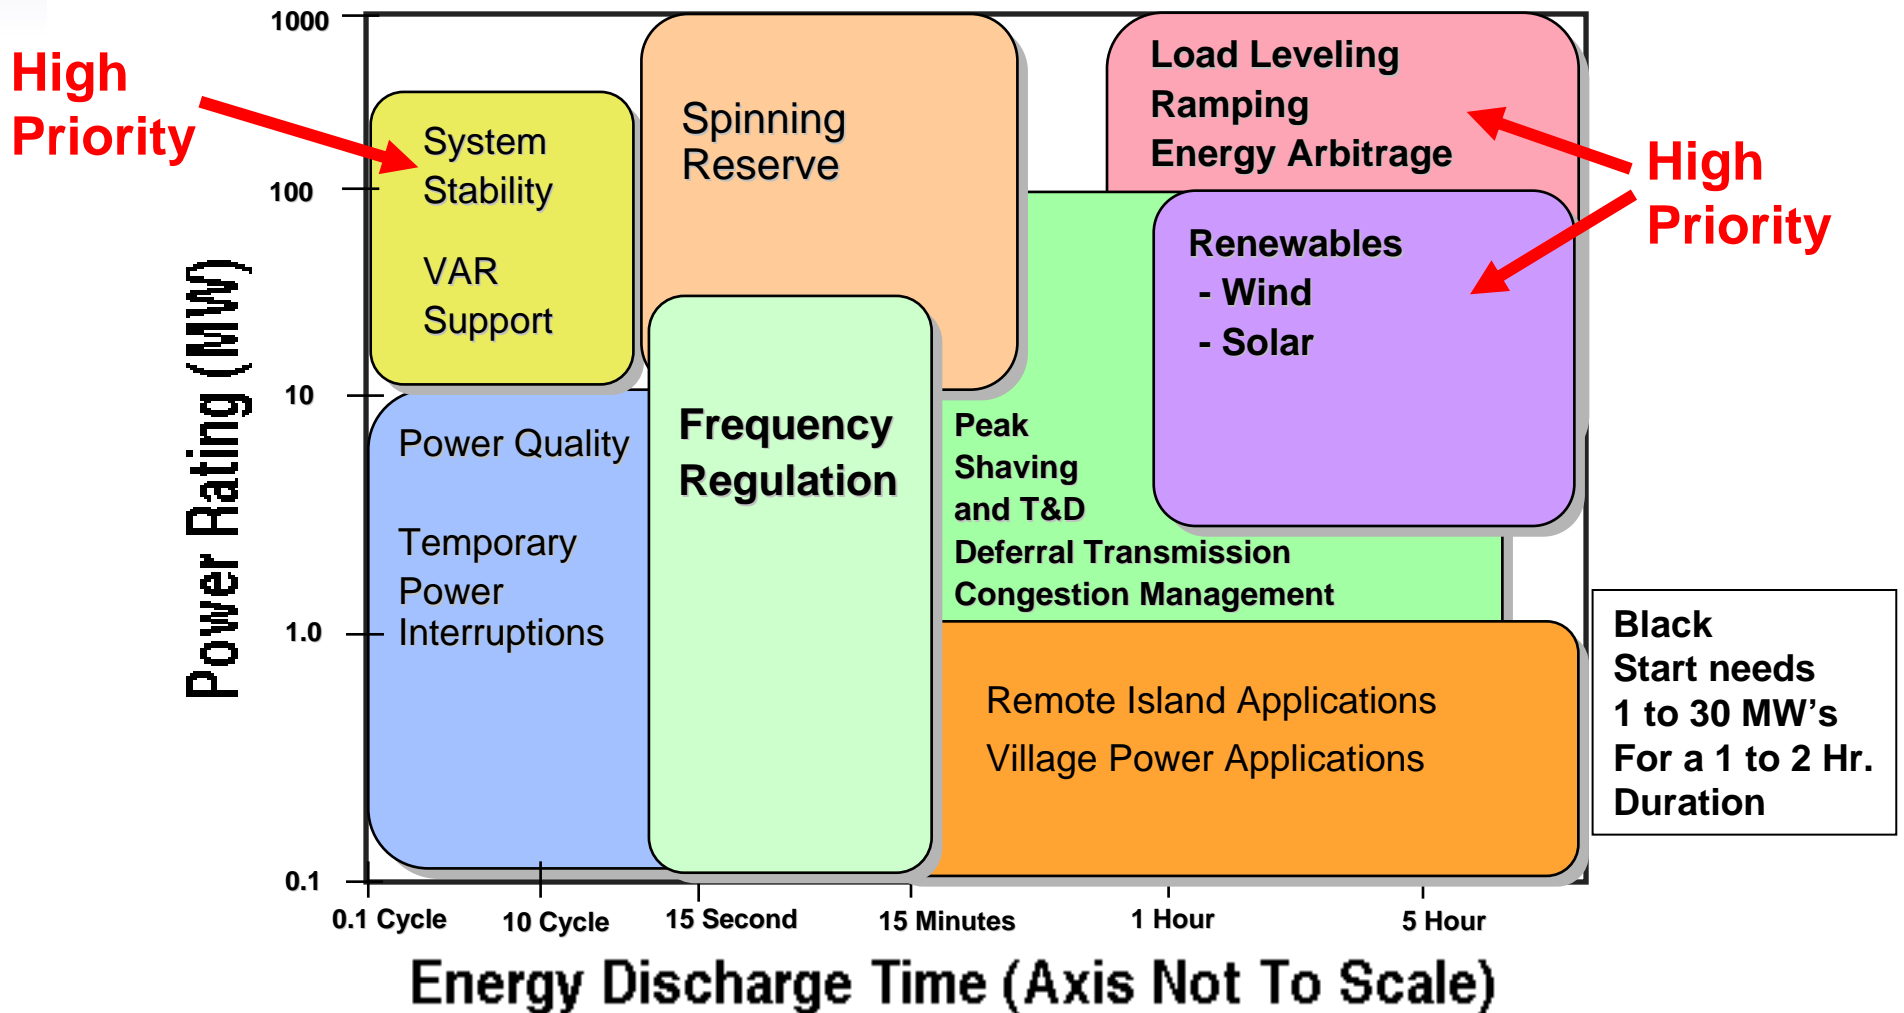 1000
High
Priority
System
Stability
VAR
Support
Spinning
Reserve
Load Leveling
Ramping
Energy Arbitrage
High
Priority
100
Renewables
- Wind
- Solar
Power Rating (MW)
10
Power Quality
Temporary
Power
Interruptions
Frequency
Regulation
Peak
Shaving
and T&D
Deferral Transmission
Congestion Management
1.0
Remote Island Applications
Village Power Applications
Black
Start needs
1 to 30 MW’s
For a 1 to 2 Hr.
Duration
0.1
0.1 Cycle
10 Cycle
15 Second
15 Minutes
1 Hour
5 Hour
Energy Discharge Time (Axis Not To Scale)